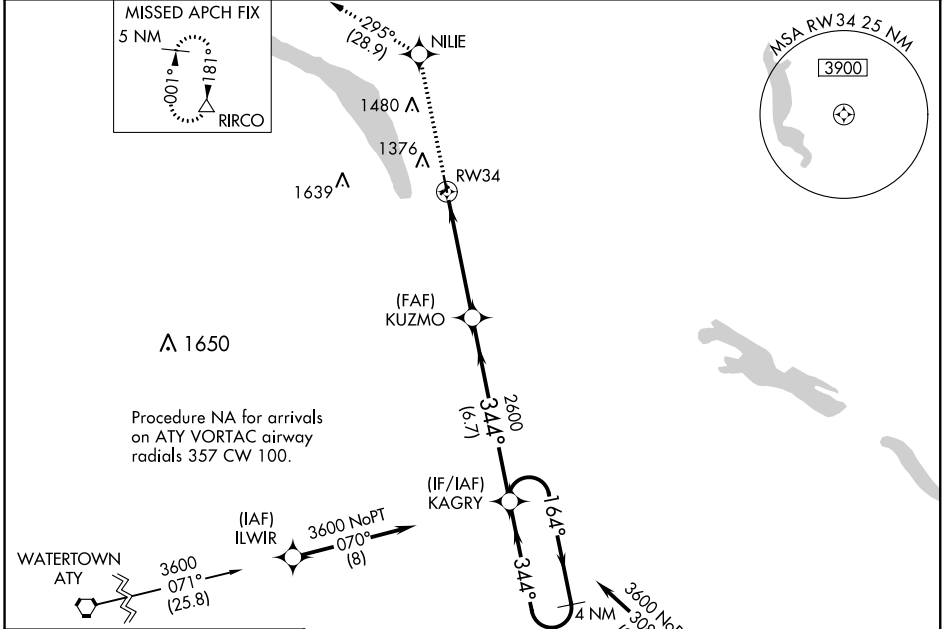 MISSED APCH FIX
5 NM
001°
181°
RIRCO
295°
(28.9)
NILIE
MSA RW34 25 NM
3900
1480
1376
1639
RW34
(FAF)
KUZMO
1650
2600
344°
(6.7)
Procedure NA for arrivals
on ATY VORTAC airway
radials 357 CW 100.
(IF/IAF)
KAGRY
(IAF)
ILWIR
3600 NoPT
070°
(8)
WATERTOWN
ATY
3600
071°
(25.8)
164°
344°
4 NM
3600 NoP